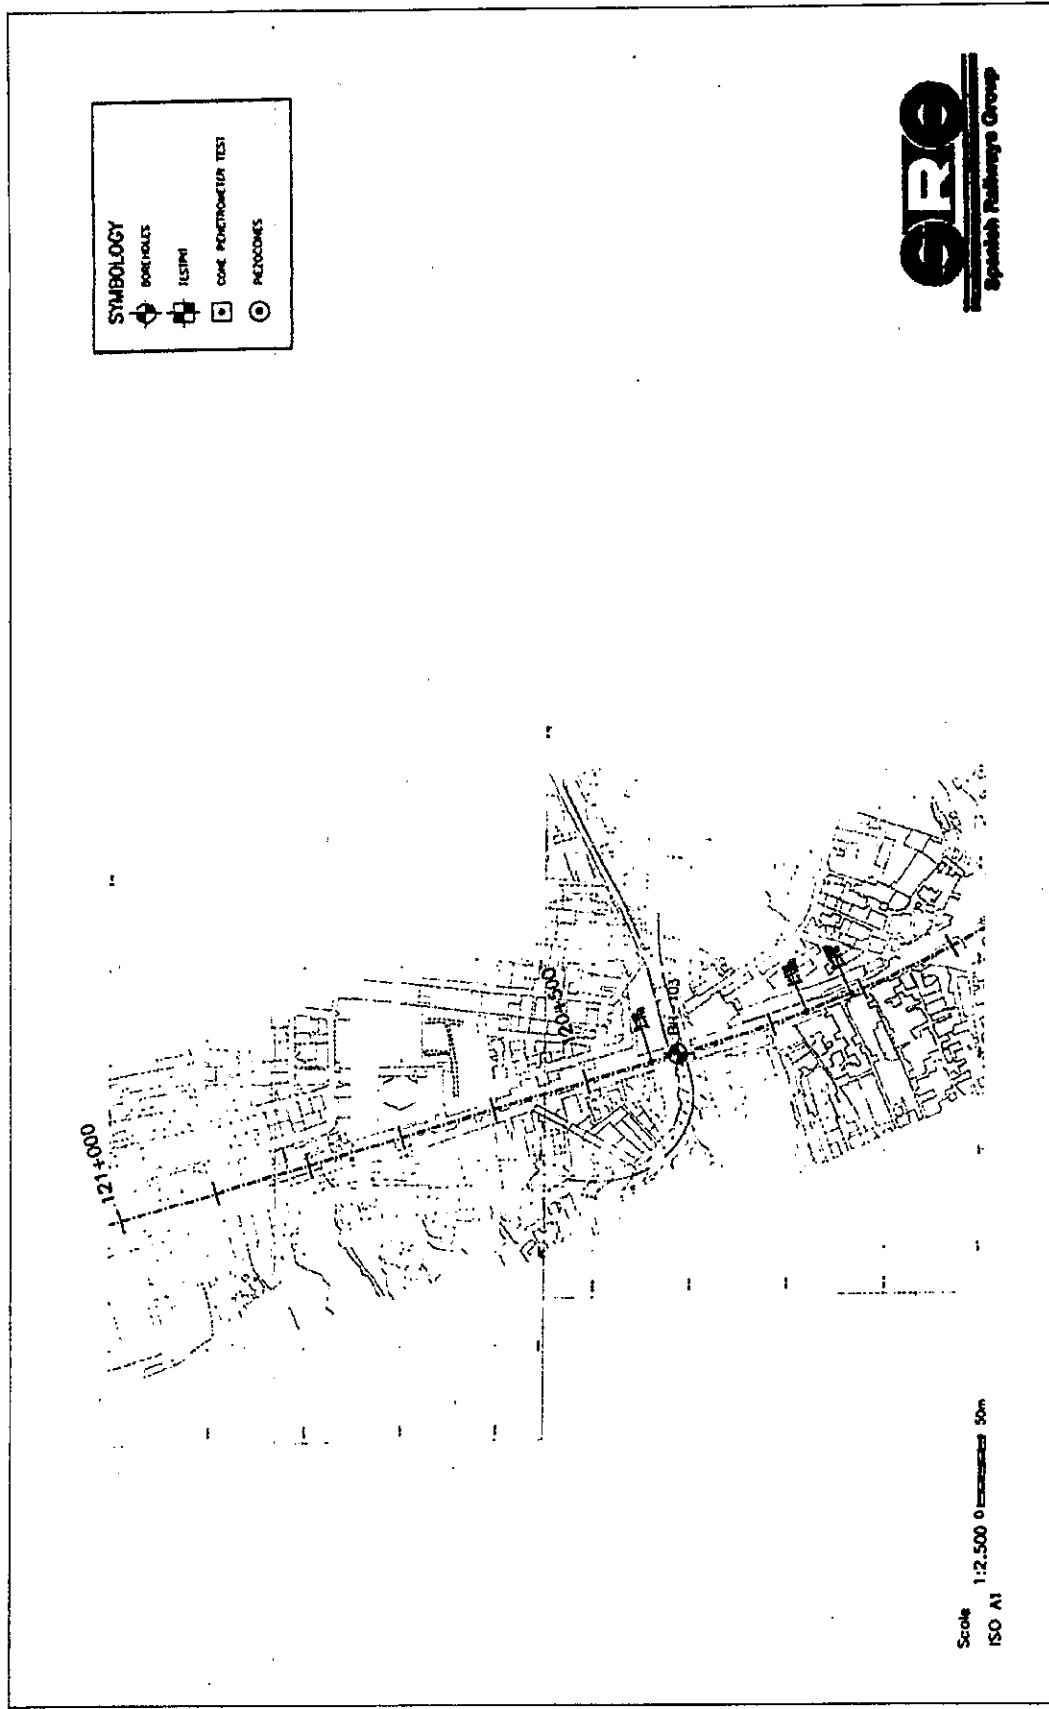 SYMBOLOGY
BOREHOLES
TESTPIT
CONE PENETROMETER TEST
PIEZOCONES
121+000
120+500
Scale 1:2.500 0 50m
ISO A1
SRG
Spanish Railways Group